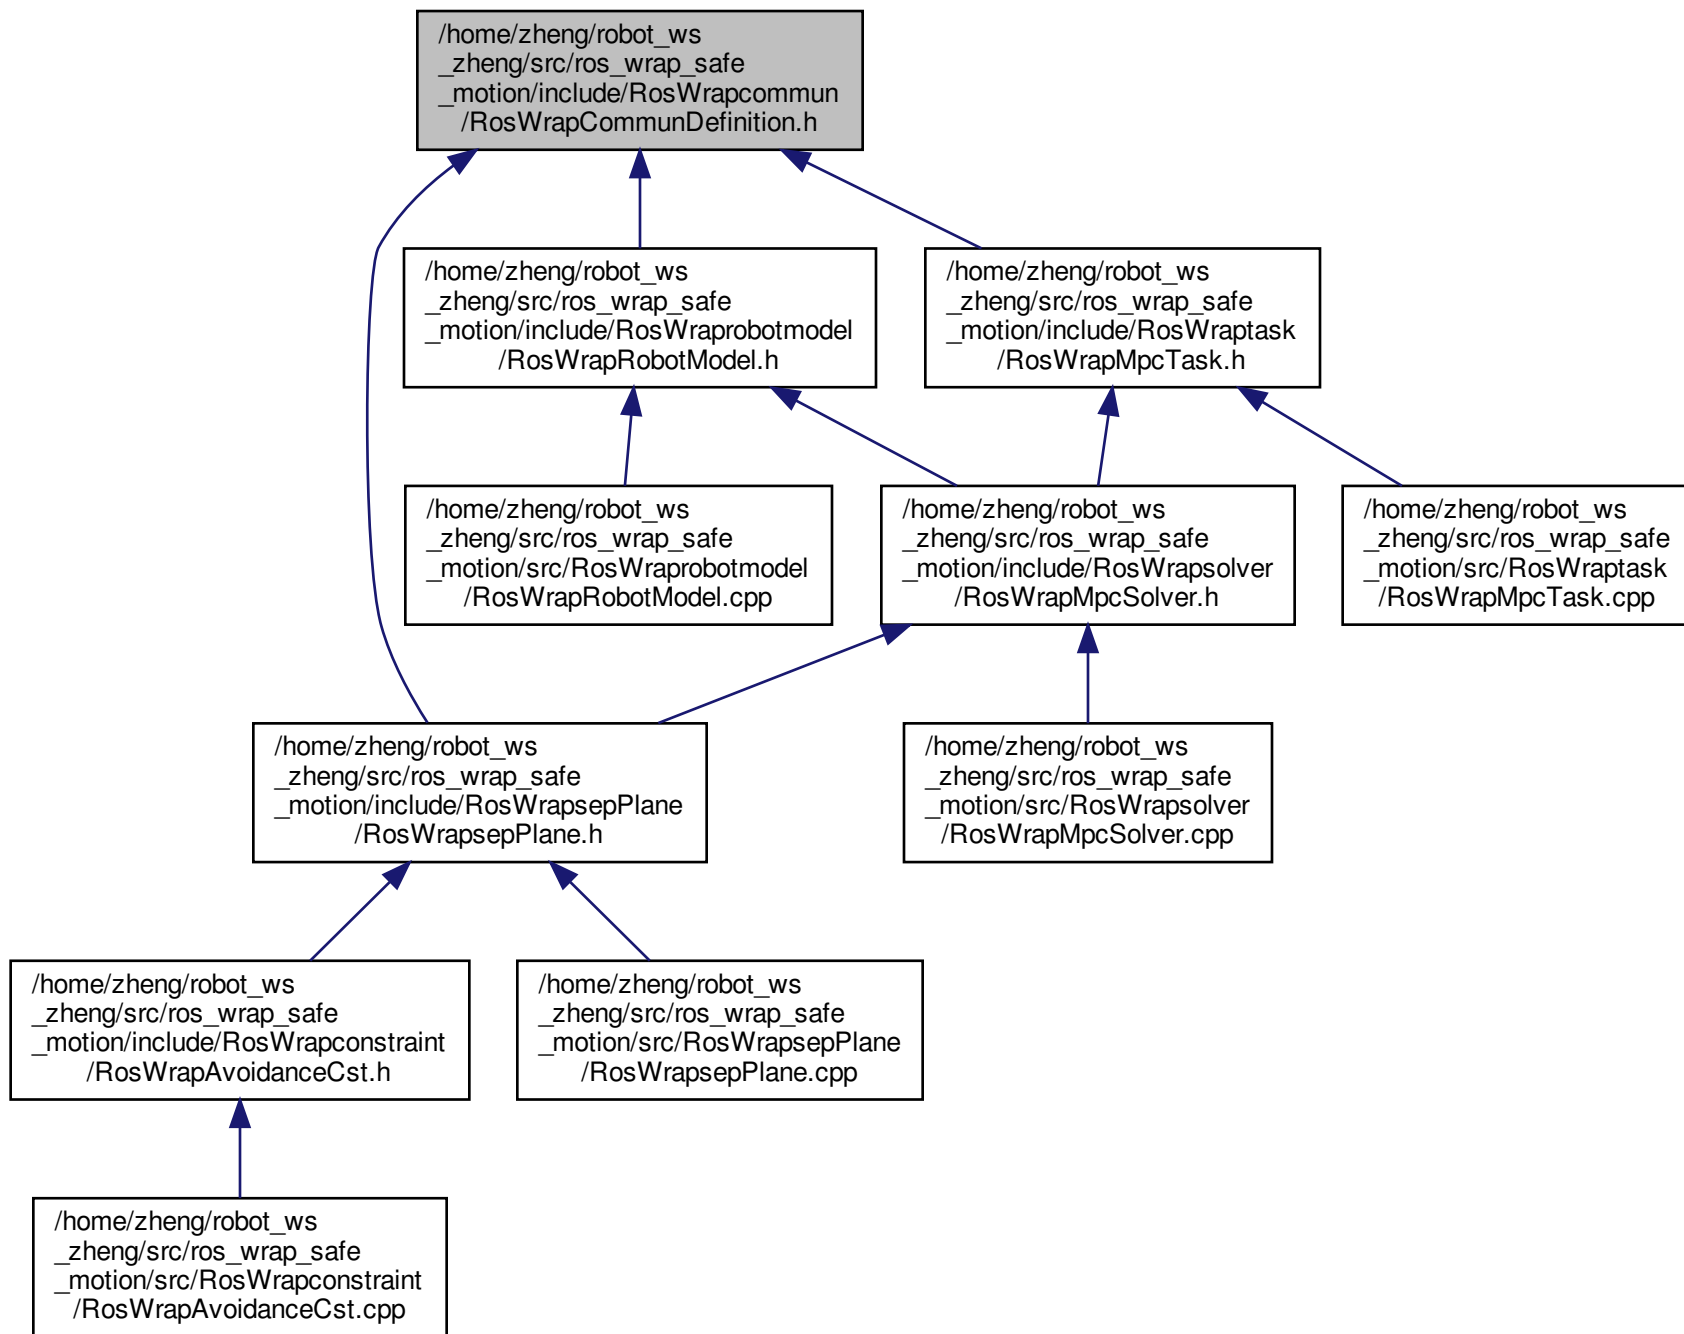 /home/zheng/robot_ws
_zheng/src/ros_wrap_safe
_motion/include/RosWrapcommun
/RosWrapCommunDefinition.h
/home/zheng/robot_ws
_zheng/src/ros_wrap_safe
_motion/include/RosWraprobotmodel
/RosWrapRobotModel.h
/home/zheng/robot_ws
_zheng/src/ros_wrap_safe
_motion/include/RosWraptask
/RosWrapMpcTask.h
/home/zheng/robot_ws
_zheng/src/ros_wrap_safe
_motion/src/RosWraprobotmodel
/RosWrapRobotModel.cpp
/home/zheng/robot_ws
_zheng/src/ros_wrap_safe
_motion/include/RosWrapsolver
/RosWrapMpcSolver.h
/home/zheng/robot_ws
_zheng/src/ros_wrap_safe
_motion/src/RosWraptask
/RosWrapMpcTask.cpp
/home/zheng/robot_ws
_zheng/src/ros_wrap_safe
_motion/include/RosWrapsepPlane
/RosWrapsepPlane.h
/home/zheng/robot_ws
_zheng/src/ros_wrap_safe
_motion/src/RosWrapsolver
/RosWrapMpcSolver.cpp
/home/zheng/robot_ws
_zheng/src/ros_wrap_safe
_motion/include/RosWrapconstraint
/RosWrapAvoidanceCst.h
/home/zheng/robot_ws
_zheng/src/ros_wrap_safe
_motion/src/RosWrapsepPlane
/RosWrapsepPlane.cpp
/home/zheng/robot_ws
_zheng/src/ros_wrap_safe
_motion/src/RosWrapconstraint
/RosWrapAvoidanceCst.cpp